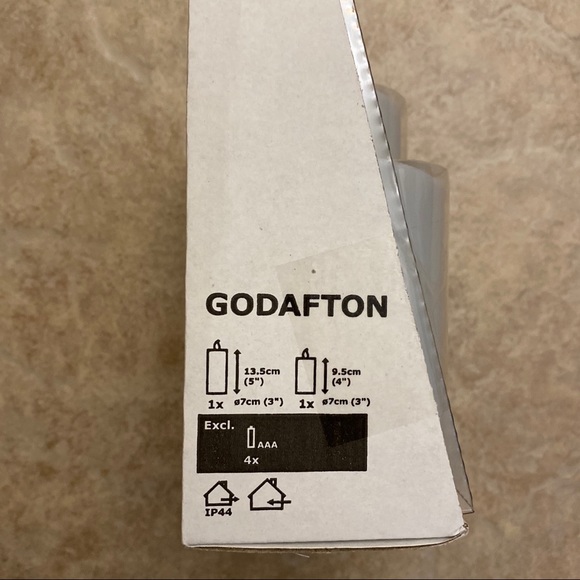 GODAFTON
13.5cm
(5")
1x ø7cm (3")
9.5cm
(4")
1x ø7cm (3")
Excl.
AAA
4x
IP44